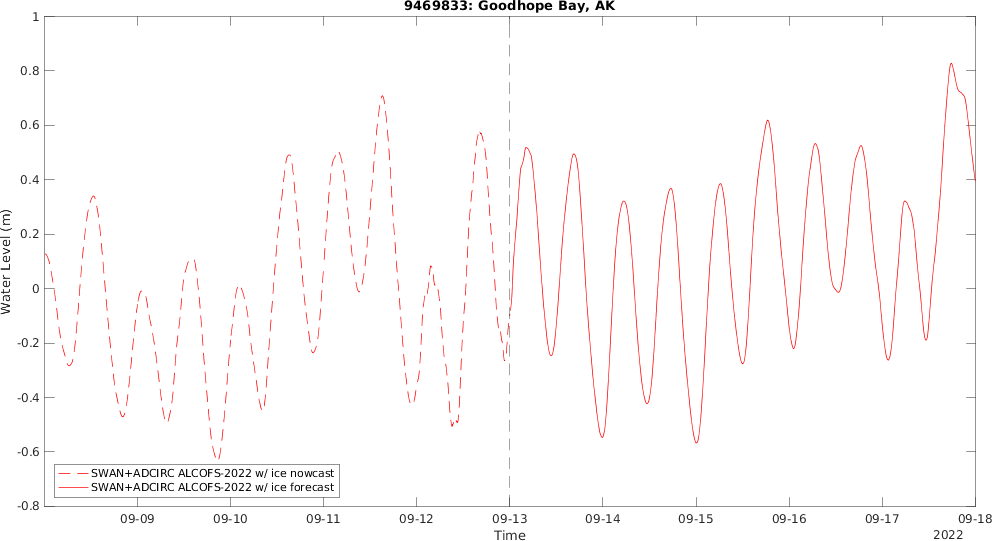 9469833: Goodhope Bay, AK
1
0.8
0.6
0.4
0.2
0
-0.2
-0.4
-0.6
-0.8
Water Level (m)
SWAN+ADCIRC ALCOFS-2022 w/ ice nowcast
SWAN+ADCIRC ALCOFS-2022 w/ ice forecast
09-09 09-10 09-11 09-12 09-13 09-14 09-15 09-16 09-17 09-18
Time
2022